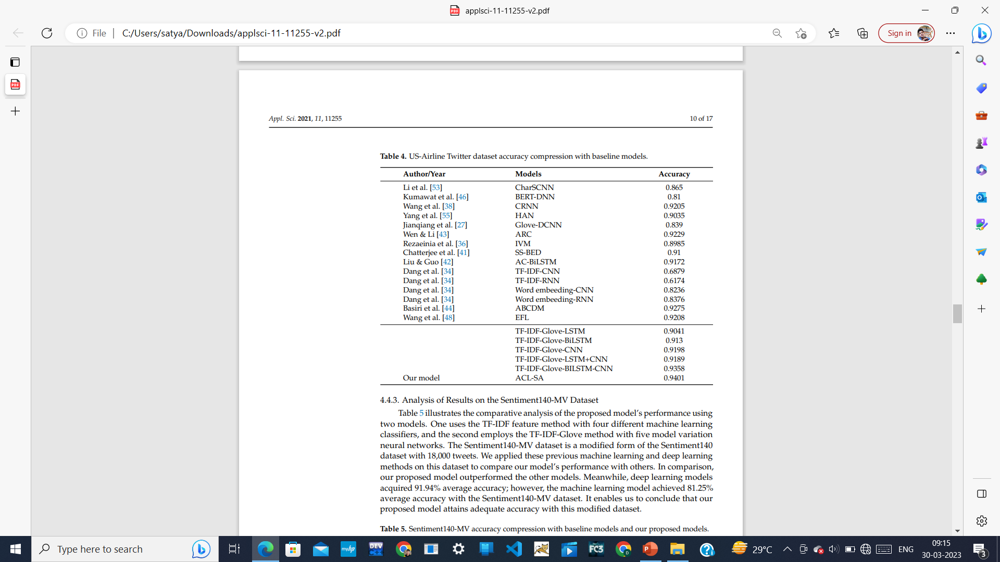 applsci-11-11255-v2.pdf
File | C:/Users/satya/Downloads/applsci-11-11255-v2.pdf
Sign in
Appl. Sci. 2021, 11, 11255 10 of 17
Table 4. US-Airline Twitter dataset accuracy compression with baseline models.
Author/Year Models Accuracy
Li et al. [53] CharSCNN 0.865
Kumawat et al. [46] BERT-DNN 0.81
Wang et al. [38] CRNN 0.9205
Yang et al. [55] HAN 0.9035
Jianqiang et al. [27] Glove-DCNN 0.839
Wen & Li [43] ARC 0.9229
Rezaeinia et al. [36] IVM 0.8985
Chatterjee et al. [41] SS-BED 0.91
Liu & Guo [42] AC-BiLSTM 0.9172
Dang et al. [34] TF-IDF-CNN 0.6879
Dang et al. [34] TF-IDF-RNN 0.6174
Dang et al. [34] Word embeeding-CNN 0.8236
Dang et al. [34] Word embeeding-RNN 0.8376
Basiri et al. [44] ABCDM 0.9275
Wang et al. [48] EFL 0.9208
TF-IDF-Glove-LSTM 0.9041
TF-IDF-Glove-BiLSTM 0.913
TF-IDF-Glove-CNN 0.9198
TF-IDF-Glove-LSTM+CNN 0.9189
TF-IDF-Glove-BILSTM-CNN 0.9358
Our model ACL-SA 0.9401
4.4.3. Analysis of Results on the Sentiment140-MV Dataset
Table 5 illustrates the comparative analysis of the proposed model's performance using
two models. One uses the TF-IDF feature method with four different machine learning
classifiers, and the second employs the TF-IDF-Glove method with five model variation
neural networks. The Sentiment140-MV dataset is a modified form of the Sentiment140
dataset with 18,000 tweets. We applied these previous machine learning and deep learning
methods on this dataset to compare our model's performance with others. In comparison,
our proposed model outperformed the other models. Meanwhile, deep learning models
acquired 91.94% average accuracy; however, the machine learning model achieved 81.25%
average accuracy with the Sentiment140-MV dataset. It enables us to conclude that our
proposed model attains adequate accuracy with this modified dataset.
Table 5. Sentiment140-MV accuracy compression with baseline models and our proposed models.
Type here to search
myhp
DEV
FC3
29°C
ENG
09:15
30-03-2023
3